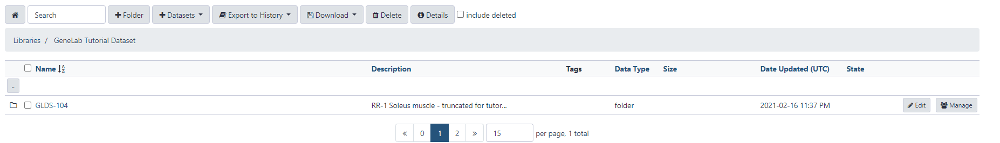 Search + Folder + Datasets Export to History Download Delete Details include deleted
Libraries / GeneLab Tutorial Dataset
Name Description Tags Data Type Size Date Updated (UTC) State
..
GLDS-104 RR-1 Soleus muscle - truncated for tutor... folder 2021-02-16 11:37 PM Edit Manage
« 0 1 2 » 15 per page, 1 total